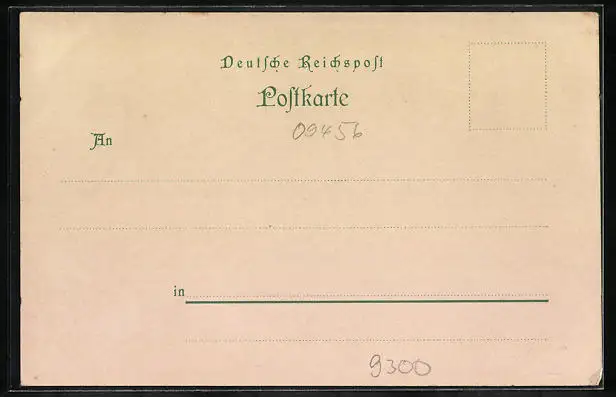 Deutſche Reichspoſt
Poſtkarte
09456
An
in
9300